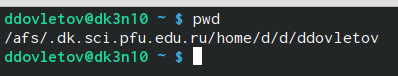 ddovletov@dk3n10 ~ $ pwd
/afs/.dk.sci.pfu.edu.ru/home/d/d/ddovletov
ddovletov@dk3n10 ~ $